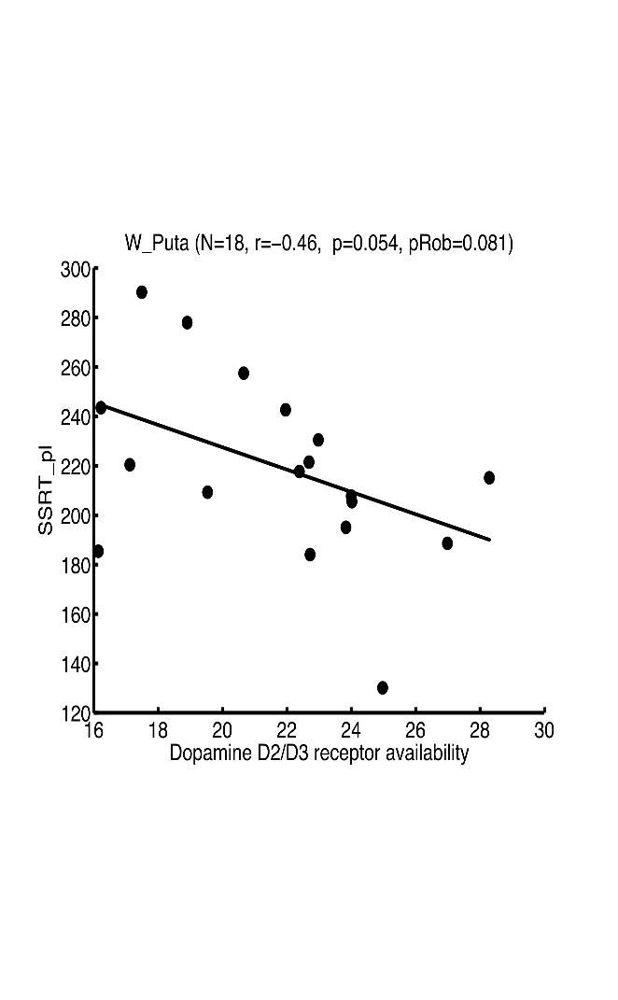 W_Puta (N=18, r=−0.46,  p=0.054, pRob=0.081)
300
280
260
240
220
200
180
160
140
120
SSRT_pl
16 18 20 22 24 26 28 30
Dopamine D2/D3 receptor availability